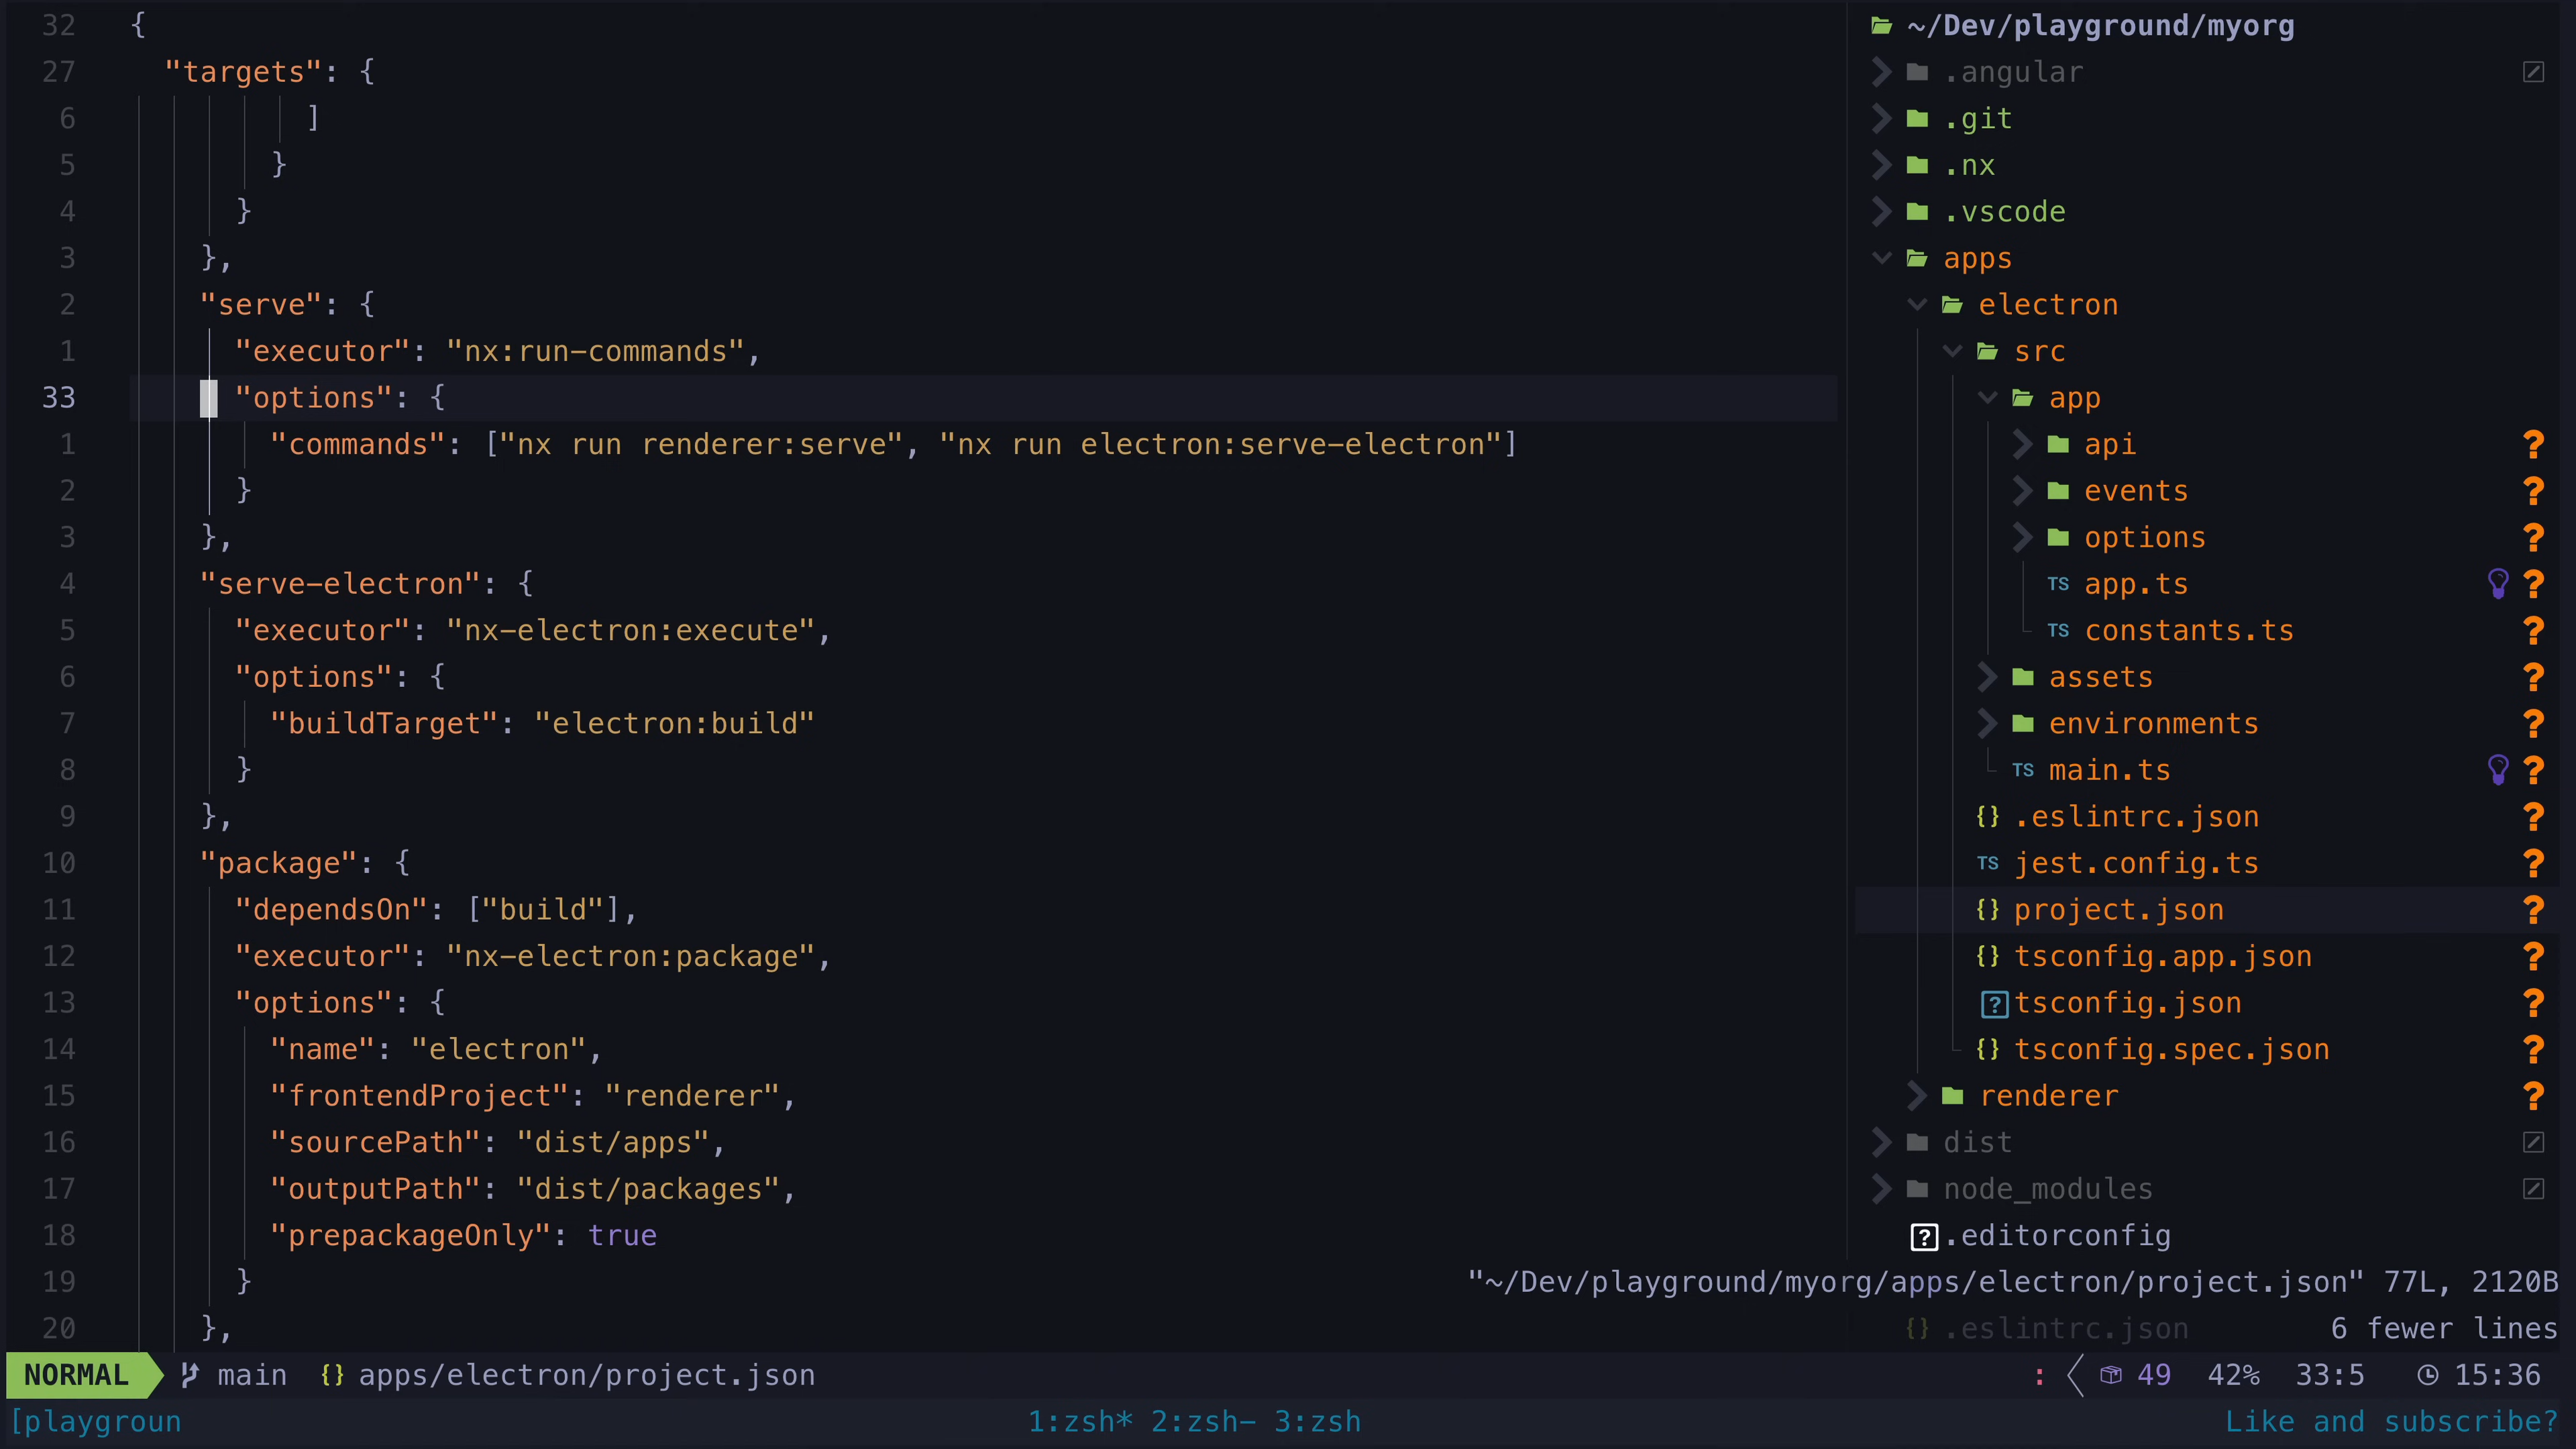 32 {
27 "targets": {
6 ]
5 }
4 }
3 },
2 "serve": {
1 "executor": "nx:run-commands",
33 "options": {
1 "commands": ["nx run renderer:serve", "nx run electron:serve-electron"]
2 }
3 },
4 "serve-electron": {
5 "executor": "nx-electron:execute",
6 "options": {
7 "buildTarget": "electron:build"
8 }
9 },
10 "package": {
11 "dependsOn": ["build"],
12 "executor": "nx-electron:package",
13 "options": {
14 "name": "electron",
15 "frontendProject": "renderer",
16 "sourcePath": "dist/apps",
17 "outputPath": "dist/packages",
18 "prepackageOnly": true
19 }
20 },
~/Dev/playground/myorg
.angular
.git
.nx
.vscode
apps
electron
src
app
api ?
events ?
options ?
TS app.ts ?
TS constants.ts ?
assets ?
environments ?
TS main.ts ?
{} .eslintrc.json ?
TS jest.config.ts ?
{} project.json ?
{} tsconfig.app.json ?
? tsconfig.json ?
{} tsconfig.spec.json ?
renderer ?
dist
node_modules
? .editorconfig
"~/Dev/playground/myorg/apps/electron/project.json" 77L, 2120B
{} .eslintrc.json 6 fewer lines
NORMAL main {} apps/electron/project.json : 49 42% 33:5 15:36
[playgroun 1:zsh* 2:zsh- 3:zsh Like and subscribe?